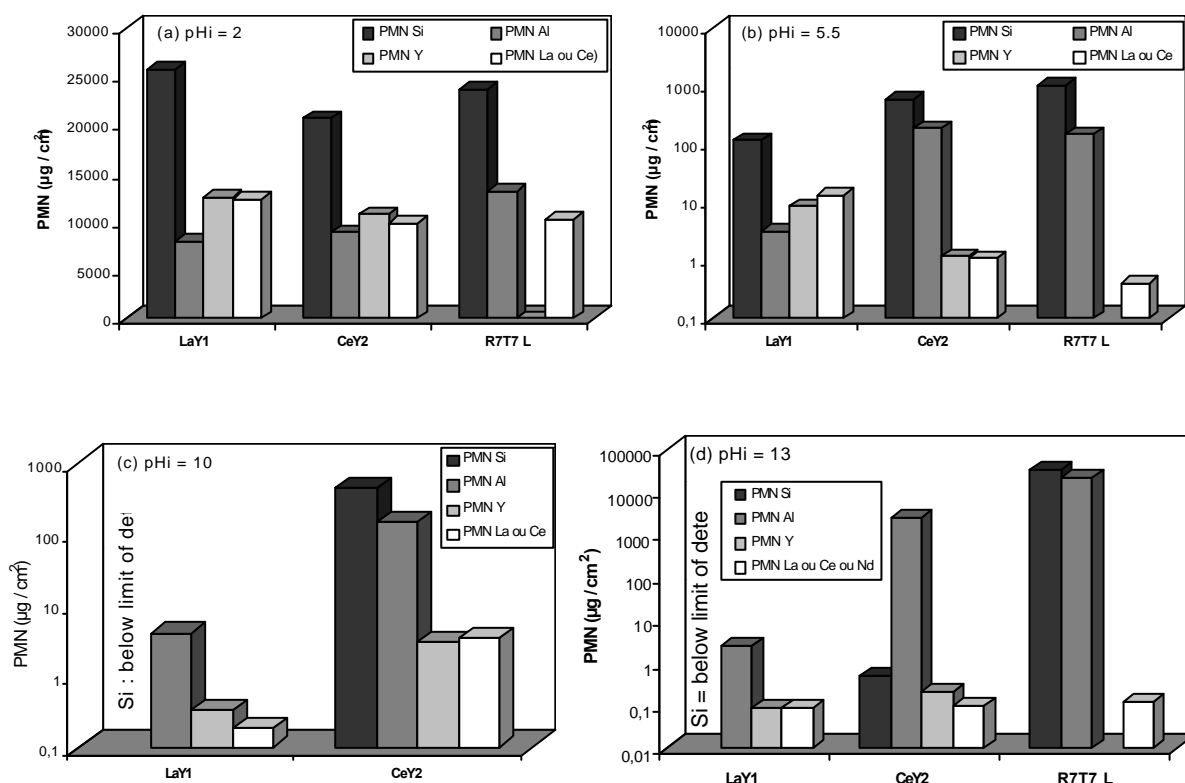 (a) pHi = 2
PMN Si
PMN Al
PMN Y
PMN La ou Ce)
PMN (µg / cm²)
30000
25000
20000
15000
10000
5000
0
LaY1
CeY2
R7T7 L
(b) pHi = 5.5
PMN Si
PMN Al
PMN Y
PMN La ou Ce
PMN (µg / cm²)
10000
1000
100
10
1
0,1
LaY1
CeY2
R7T7 L
(c) pHi = 10
PMN Si
PMN Al
PMN Y
PMN La ou Ce
PMN (µg / cm²)
1000
100
10
1
0,1
Si : below limit of de
LaY1
CeY2
(d) pHi = 13
PMN Si
PMN Al
PMN Y
PMN La ou Ce ou Nd
PMN (µg / cm²)
100000
10000
1000
100
10
1
0,1
0,01
Si = below limit of dete
LaY1
CeY2
R7T7 L